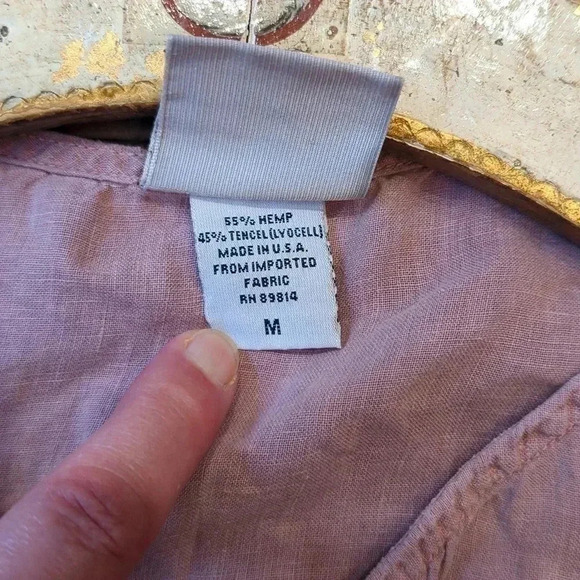 55% HEMP
45% TENCEL(LYOCELL)
MADE IN U.S.A.
FROM IMPORTED
FABRIC
RN 89814
M